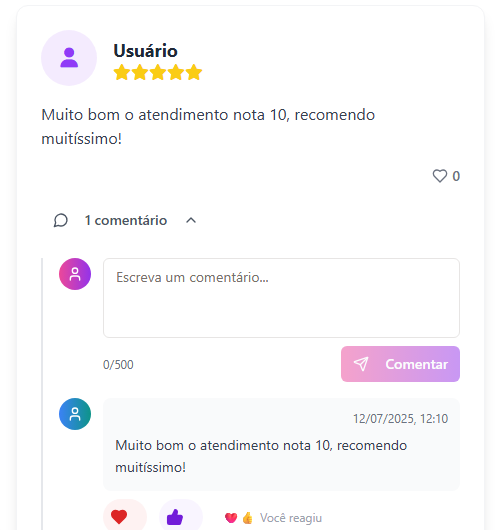 Usuário
Muito bom o atendimento nota 10, recomendo
muitíssimo!
0
1 comentário
Escreva um comentário...
0/500
Comentar
12/07/2025, 12:10
Muito bom o atendimento nota 10, recomendo
muitíssimo!
Você reagiu